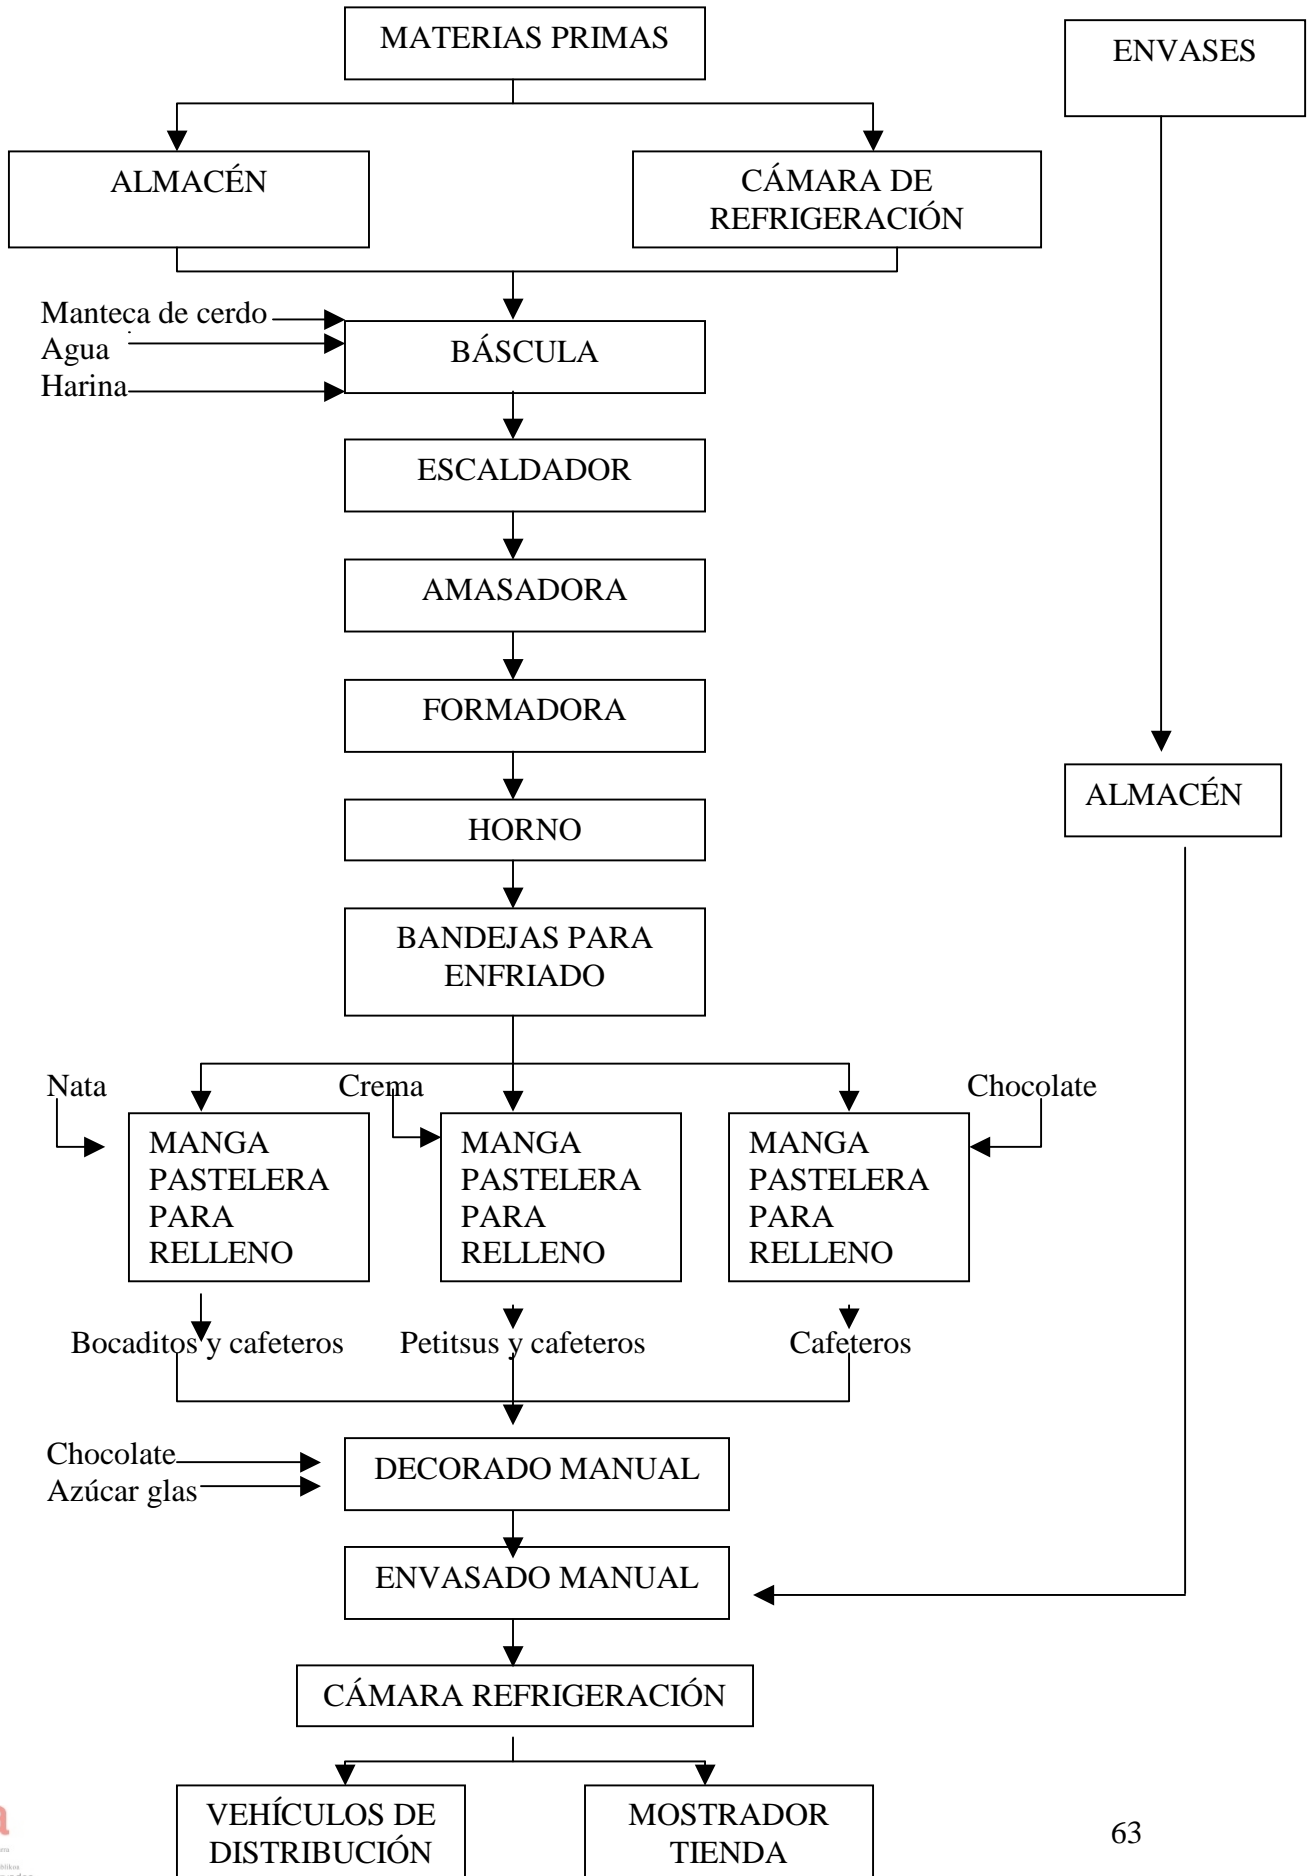 MATERIAS PRIMAS
ENVASES
ALMACÉN
CÁMARA DE
REFRIGERACIÓN
Manteca de cerdo
Agua
Harina
BÁSCULA
ESCALDADOR
AMASADORA
FORMADORA
HORNO
ALMACÉN
BANDEJAS PARA
ENFRIADO
Nata
Crema
Chocolate
MANGA
PASTELERA
PARA
RELLENO
MANGA
PASTELERA
PARA
RELLENO
MANGA
PASTELERA
PARA
RELLENO
Bocaditos y cafeteros
Petitsus y cafeteros
Cafeteros
Chocolate
Azúcar glas
DECORADO MANUAL
ENVASADO MANUAL
CÁMARA REFRIGERACIÓN
VEHÍCULOS DE
DISTRIBUCIÓN
MOSTRADOR
TIENDA
63